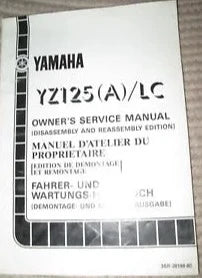 YAMAHA
YZ125(A)/LC
OWNER'S SERVICE MANUAL
(DISASSEMBLY AND REASSEMBLY EDITION)
MANUEL D'ATELIER DU
PROPRIETAIRE
[EDITION DE DEMONTAGE
ET REMONTAGE]
FAHRER- UND
WARTUNGS-
(DEMONTAGE- UND